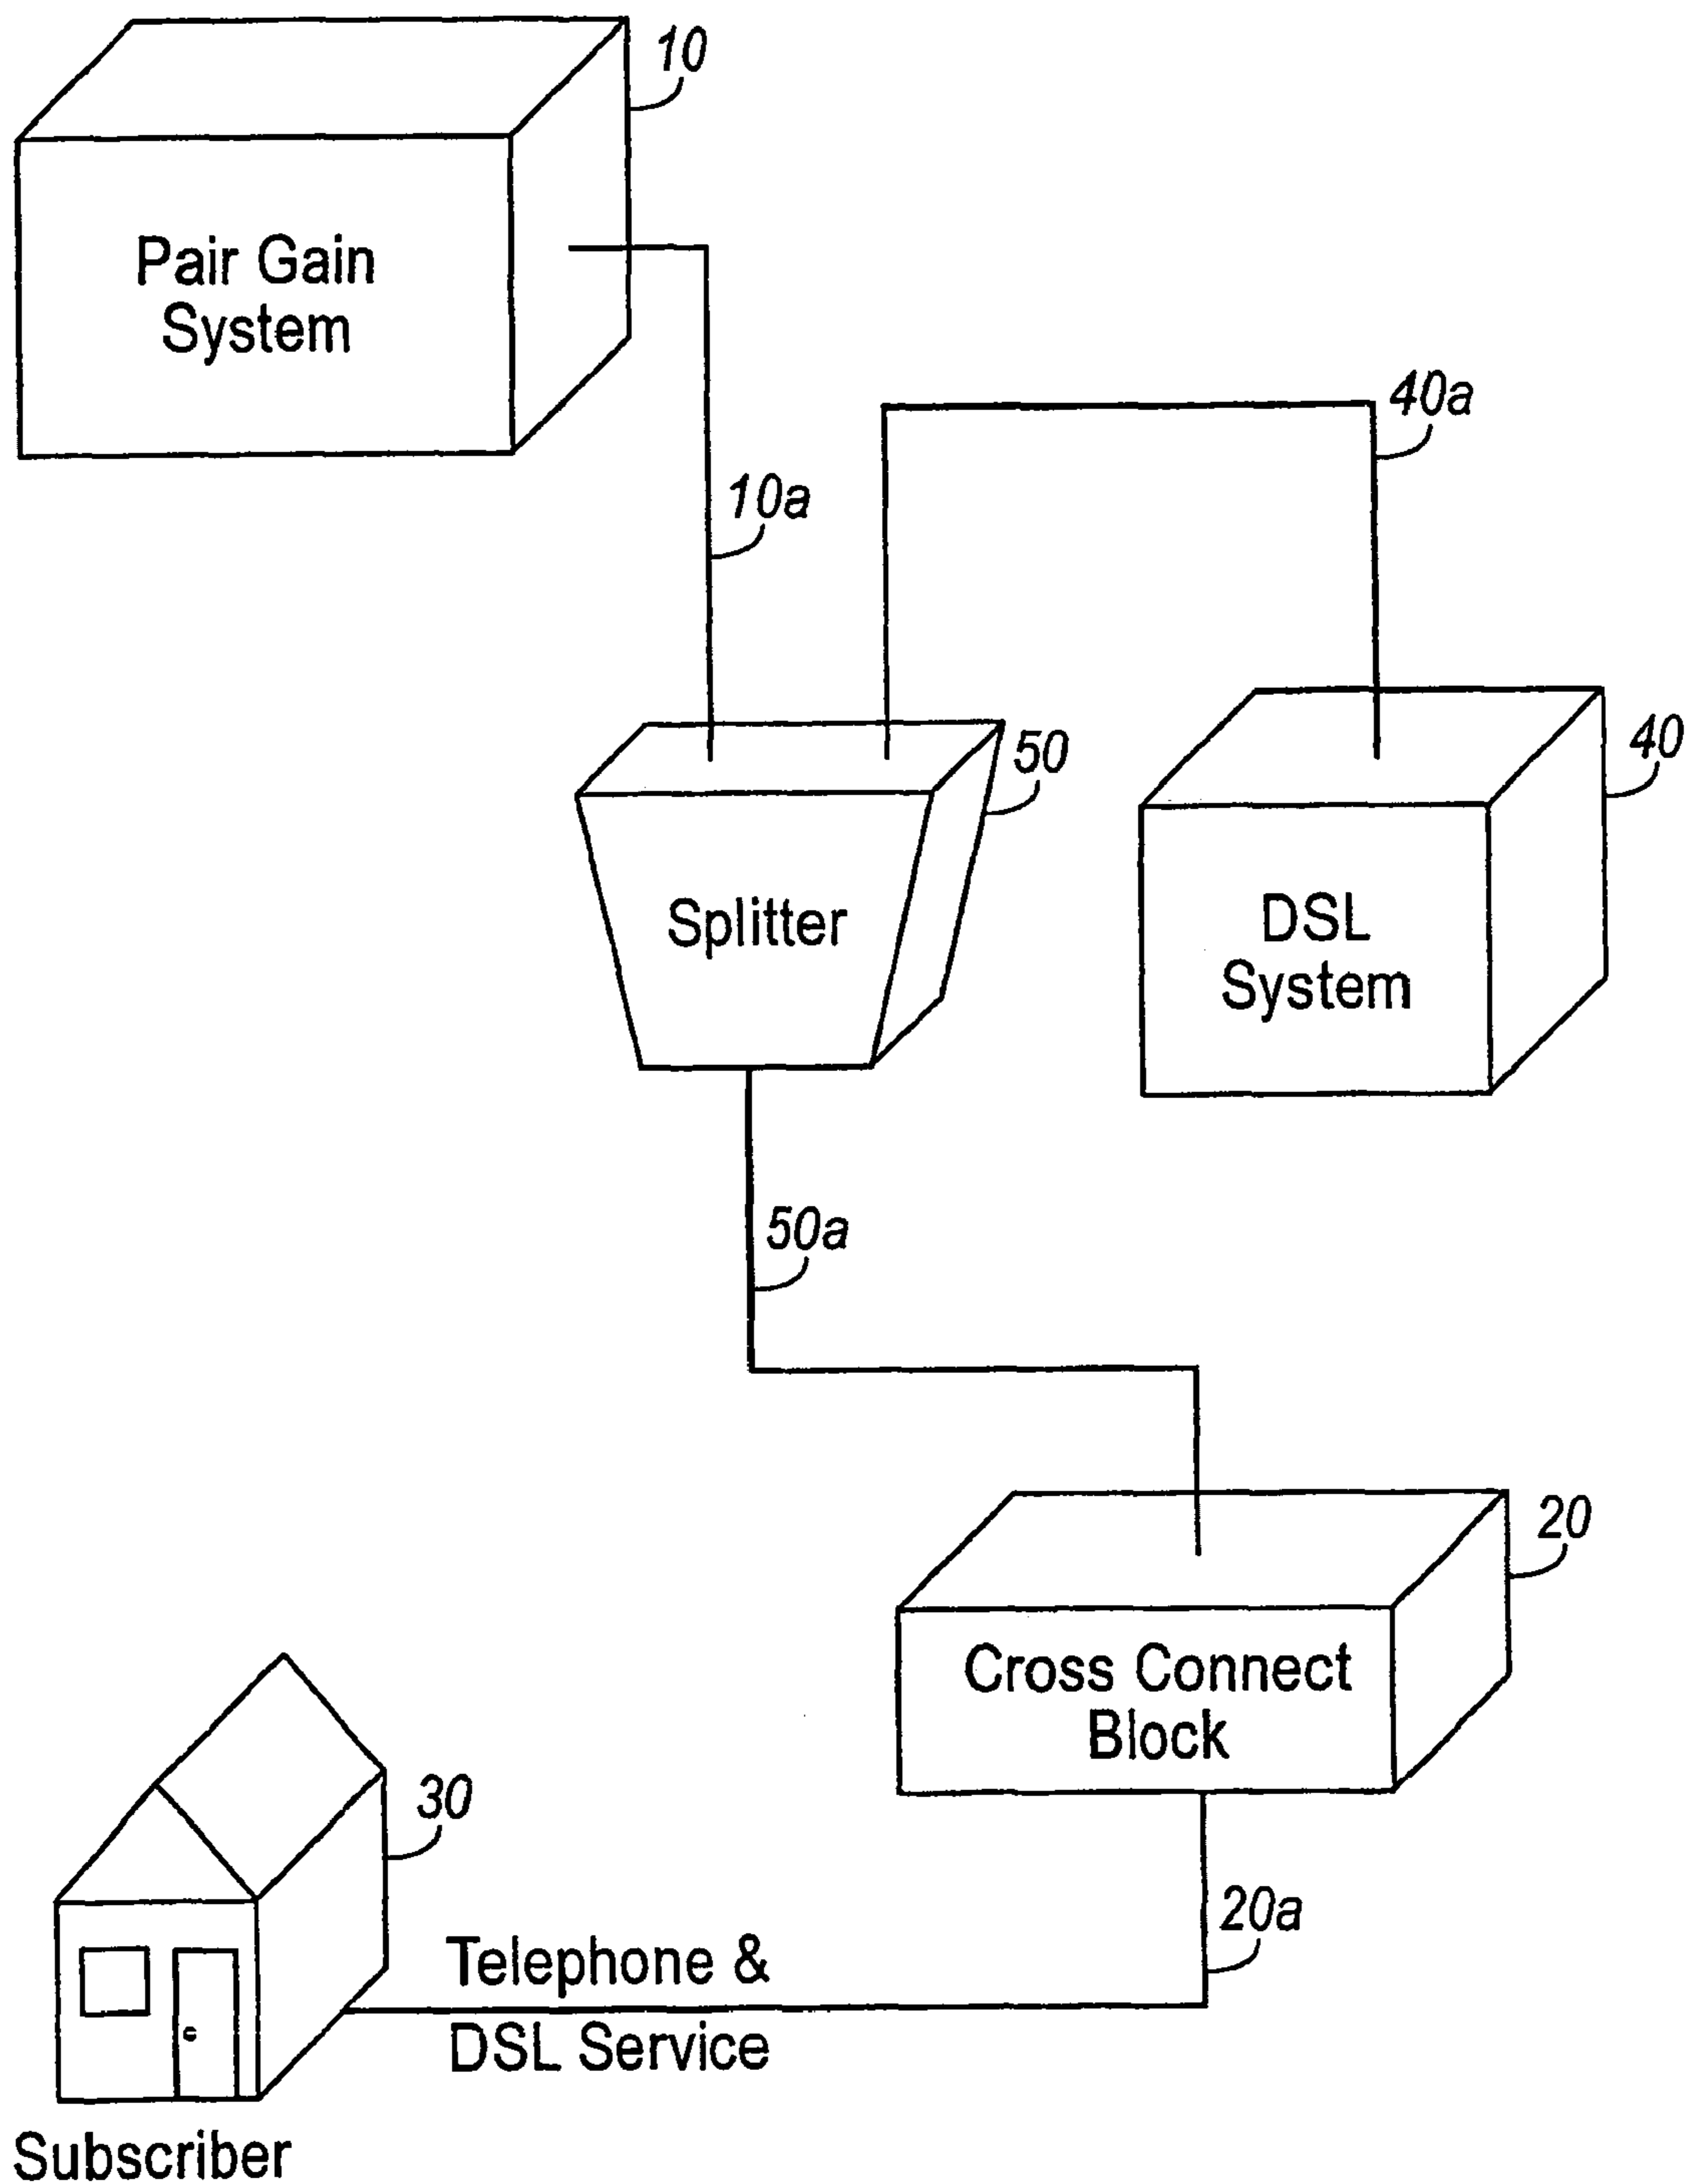 10
Pair Gain
System
40a
10a
50
40
Splitter
DSL
System
50a
20
Cross Connect
Block
30
20a
Telephone &
DSL Service
Subscriber